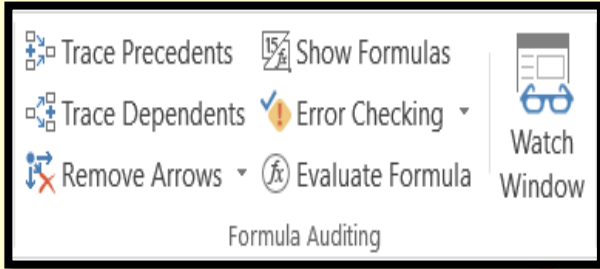 Trace Precedents
Trace Dependents
Remove Arrows
Show Formulas
Error Checking
Evaluate Formula
Watch
Window
Formula Auditing